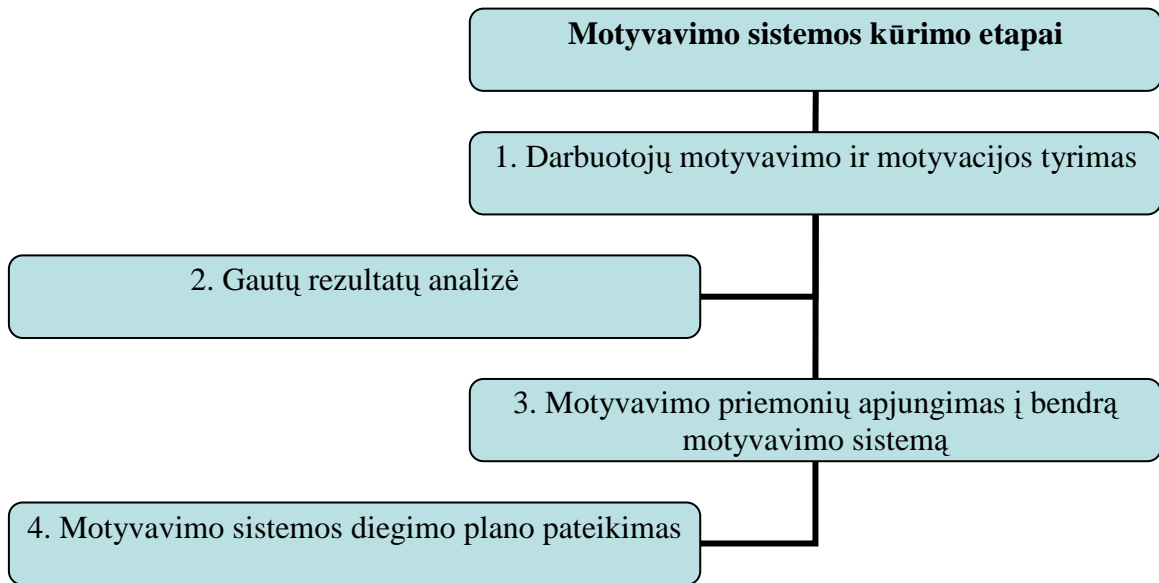 Motyvavimo sistemos kūrimo etapai
1. Darbuotojų motyvavimo ir motyvacijos tyrimas
2. Gautų rezultatų analizė
3. Motyvavimo priemonių apjungimas į bendrą
motyvavimo sistemą
4. Motyvavimo sistemos diegimo plano pateikimas